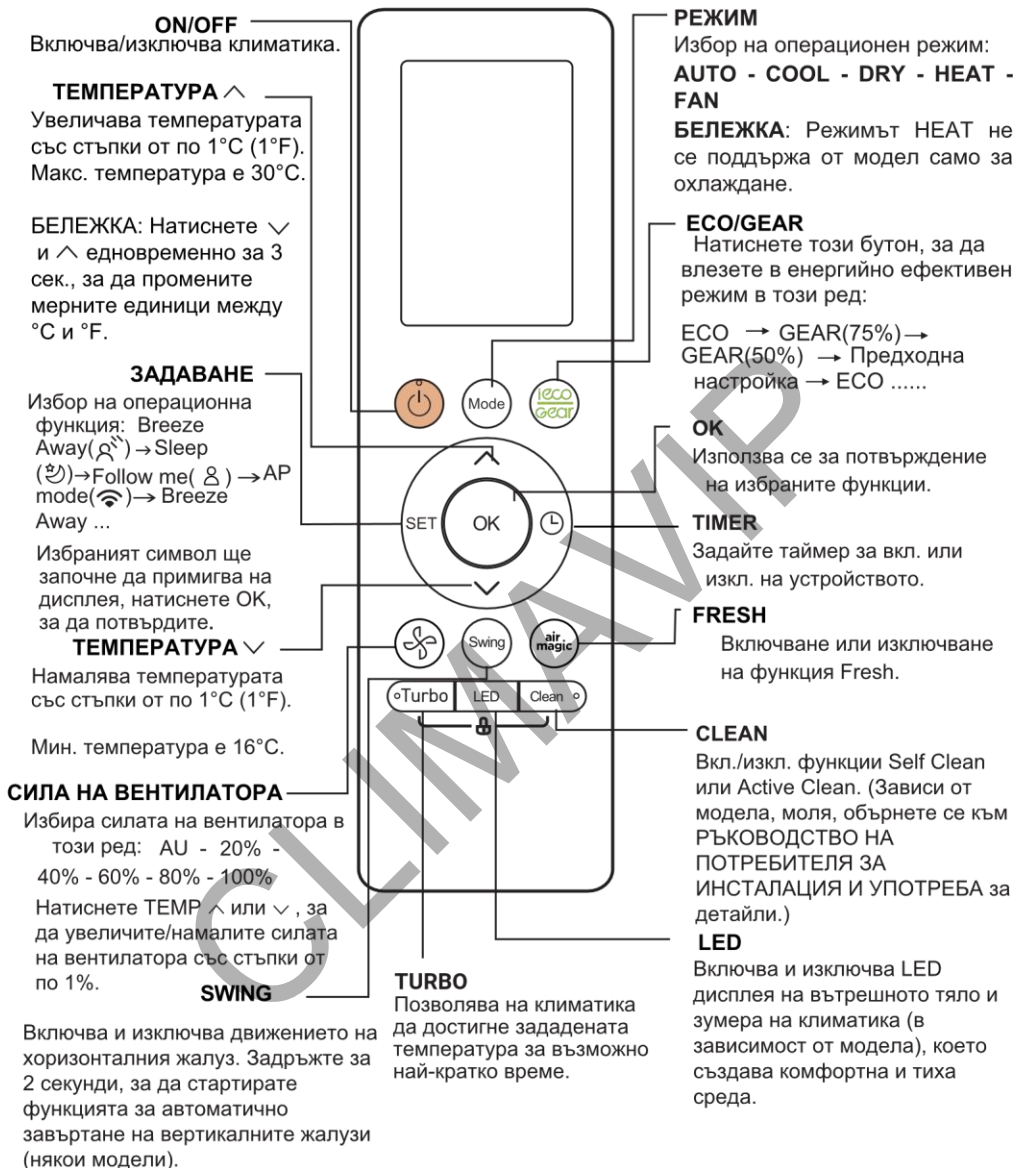 ON/OFF
Включва/изключва климатика.
ТЕМПЕРАТУРА ︿
Увеличава температурата
със стъпки от по 1°C (1°F).
Макс. температура е 30°C.
БЕЛЕЖКА: Натиснете ﹀
и ︿ едновременно за 3
сек., за да промените
мерните единици между
°C и °F.
ЗАДАВАНЕ
Избор на операционна
функция: Breeze
Away( ) → Sleep
( )→Follow me( ) →AP
mode( )→ Breeze
Away ...
Избраният символ ще
започне да примигва на
дисплея, натиснете OK,
за да потвърдите.
ТЕМПЕРАТУРА ﹀
Намалява температурата
със стъпки от по 1°C (1°F).
Мин. температура е 16°C.
СИЛА НА ВЕНТИЛАТОРА
Избира силата на вентилатора в
този ред: AU - 20% -
40% - 60% - 80% - 100%
Натиснете TEMP ︿ или ﹀ , за
да увеличите/намалите силата
на вентилатора със стъпки от
по 1%.
SWING
Включва и изключва движението на
хоризонталния жалуз. Задръжте за
2 секунди, за да стартирате
функцията за автоматично
завъртане на вертикалните жалузи
(някои модели).
Mode
ieco
Gear
SET
OK
Swing
air
magic
Turbo
LED
Clean
TURBO
Позволява на климатика
да достигне зададената
температура за възможно
най-кратко време.
РЕЖИМ
Избор на операционен режим:
AUTO - COOL - DRY - HEAT -
FAN
БЕЛЕЖКА: Режимът HEAT не
се поддържа от модел само за
охлаждане.
ECO/GEAR
Натиснете този бутон, за да
влезете в енергийно ефективен
режим в този ред:
ECO → GEAR(75%)→
GEAR(50%) → Предходна
настройка → ECO ......
OK
Използва се за потвърждение
на избраните функции.
TIMER
Задайте таймер за вкл. или
изкл. на устройството.
FRESH
Включване или изключване
на функция Fresh.
CLEAN
Вкл./изкл. функции Self Clean
или Active Clean. (Зависи от
модела, моля, обърнете се към
РЪКОВОДСТВО НА
ПОТРЕБИТЕЛЯ ЗА
ИНСТАЛАЦИЯ И УПОТРЕБА за
детайли.)
LED
Включва и изключва LED
дисплея на вътрешното тяло и
зумера на климатика (в
зависимост от модела), което
създава комфортна и тиха
среда.
CLIMAVIP